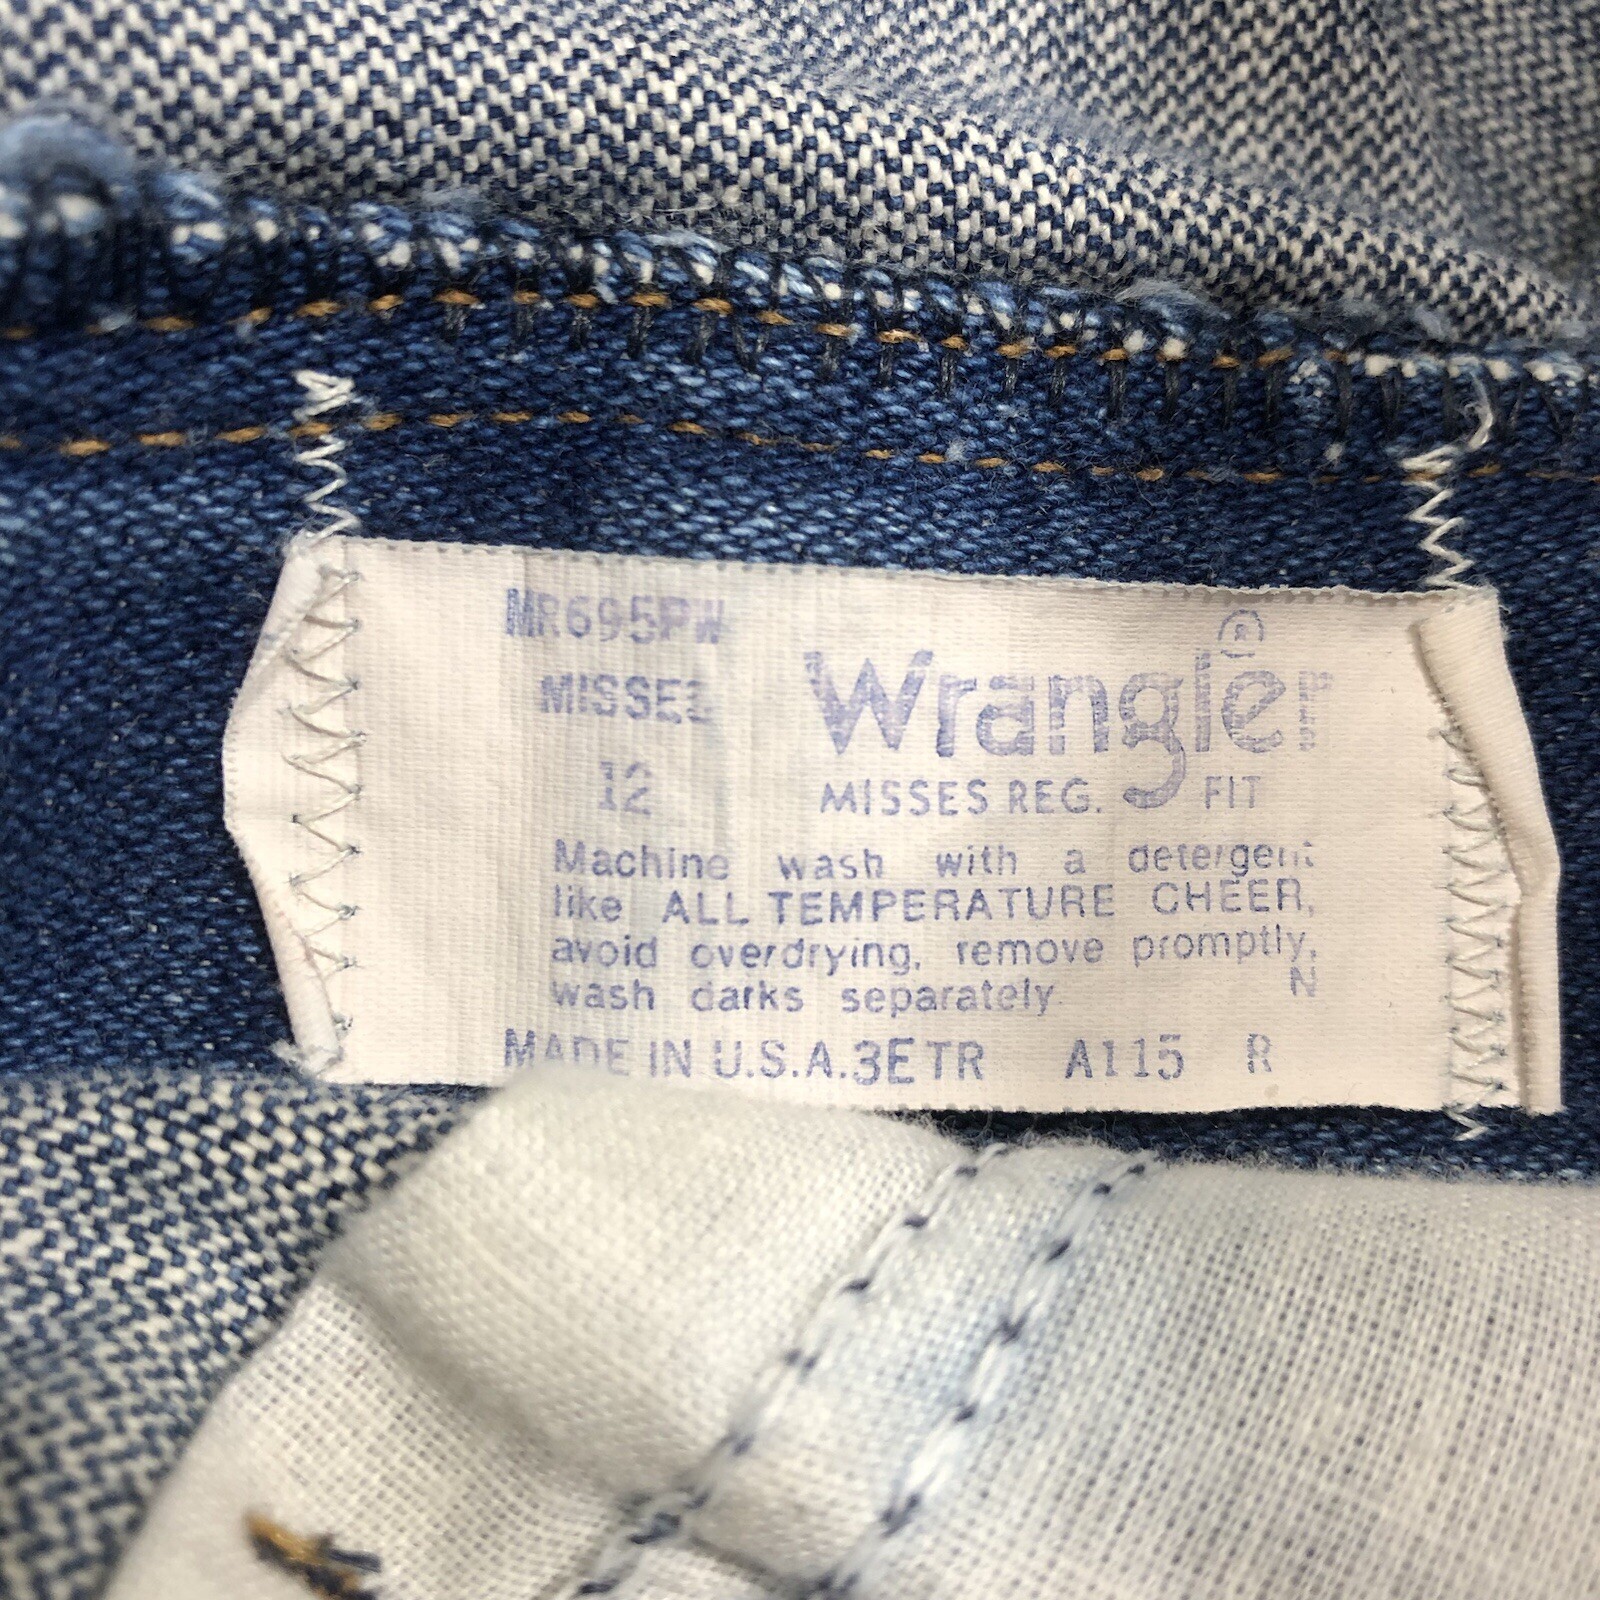 MR695PW
MISSES
12
Wrangler®
MISSES REG. FIT
Machine wash with a detergent
like ALL TEMPERATURE CHEER,
avoid overdrying, remove promptly,
wash darks separately. N
MADE IN U.S.A. 3ETR A115 R